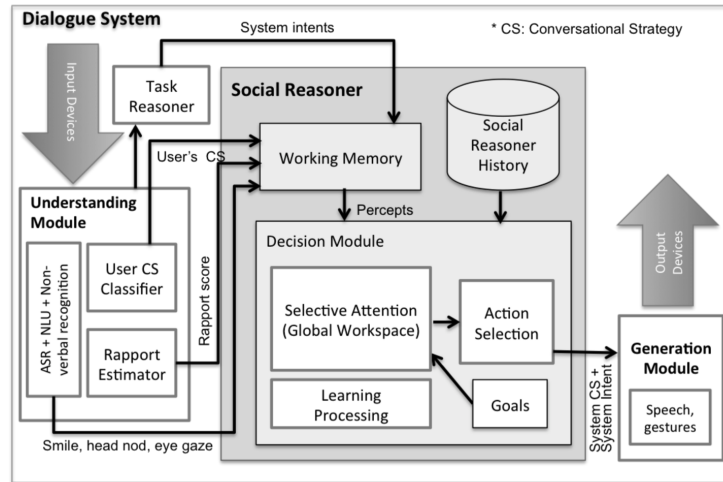 Dialogue System
System intents
* CS: Conversational Strategy
Input Devices
Task
Reasoner
Social Reasoner
Social
Reasoner
History
User's CS
Working Memory
Understanding
Module
Percepts
Decision Module
ASR + NLU + Non-
verbal recognition
User CS
Classifier
Rapport score
Selective Attention
(Global Workspace)
Action
Selection
Output
Devices
Rapport
Estimator
Generation
Module
Learning
Processing
Goals
System CS +
System Intent
Speech,
gestures
Smile, head nod, eye gaze